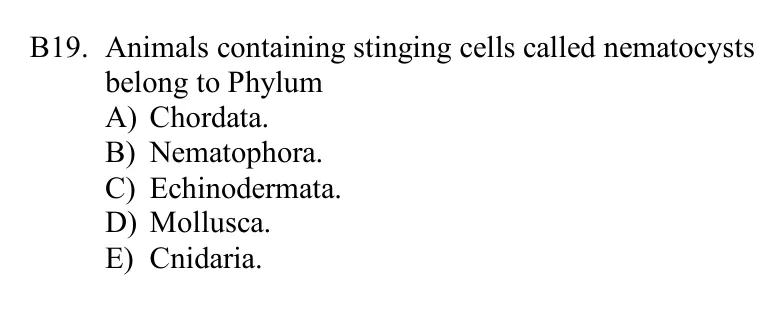 B19. Animals containing stinging cells called nematocysts
belong to Phylum
A) Chordata.
B) Nematophora.
C) Echinodermata.
D) Mollusca.
E) Cnidaria.